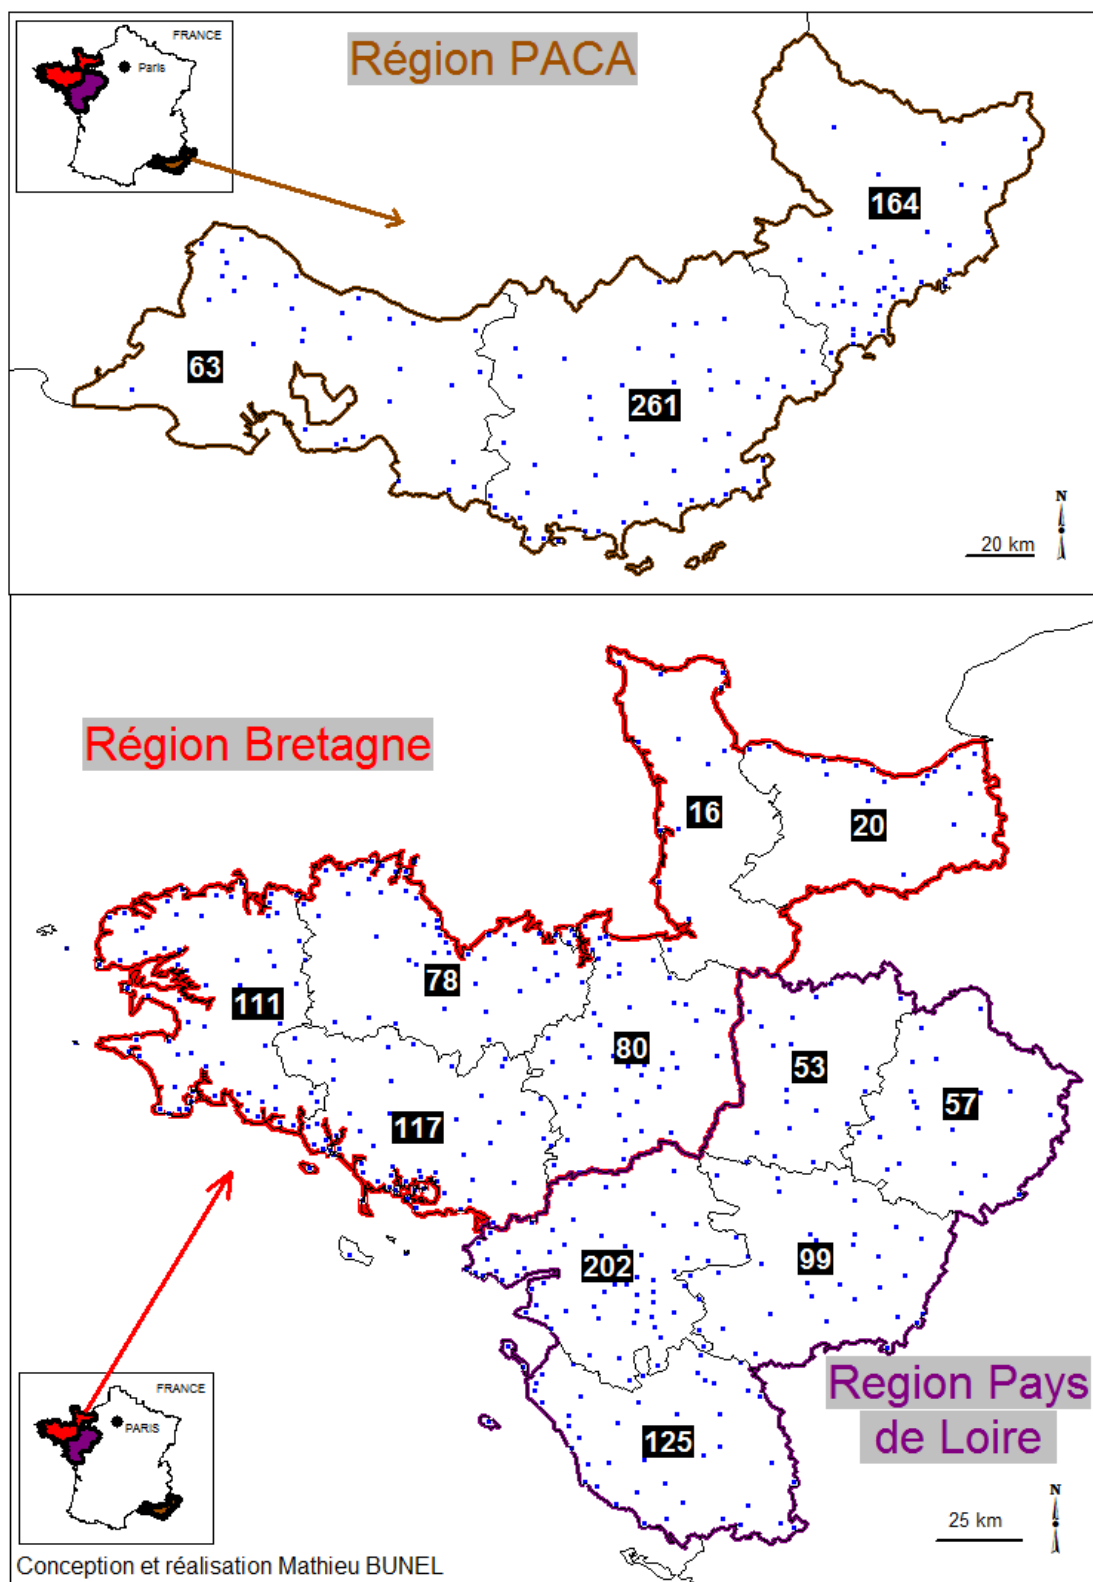 FRANCE
Paris
Région PACA
164
63
261
N
20 km
Région Bretagne
16
20
78
111
80
53
57
117
202
99
Region Pays
de Loire
125
FRANCE
PARIS
N
25 km
Conception et réalisation Mathieu BUNEL